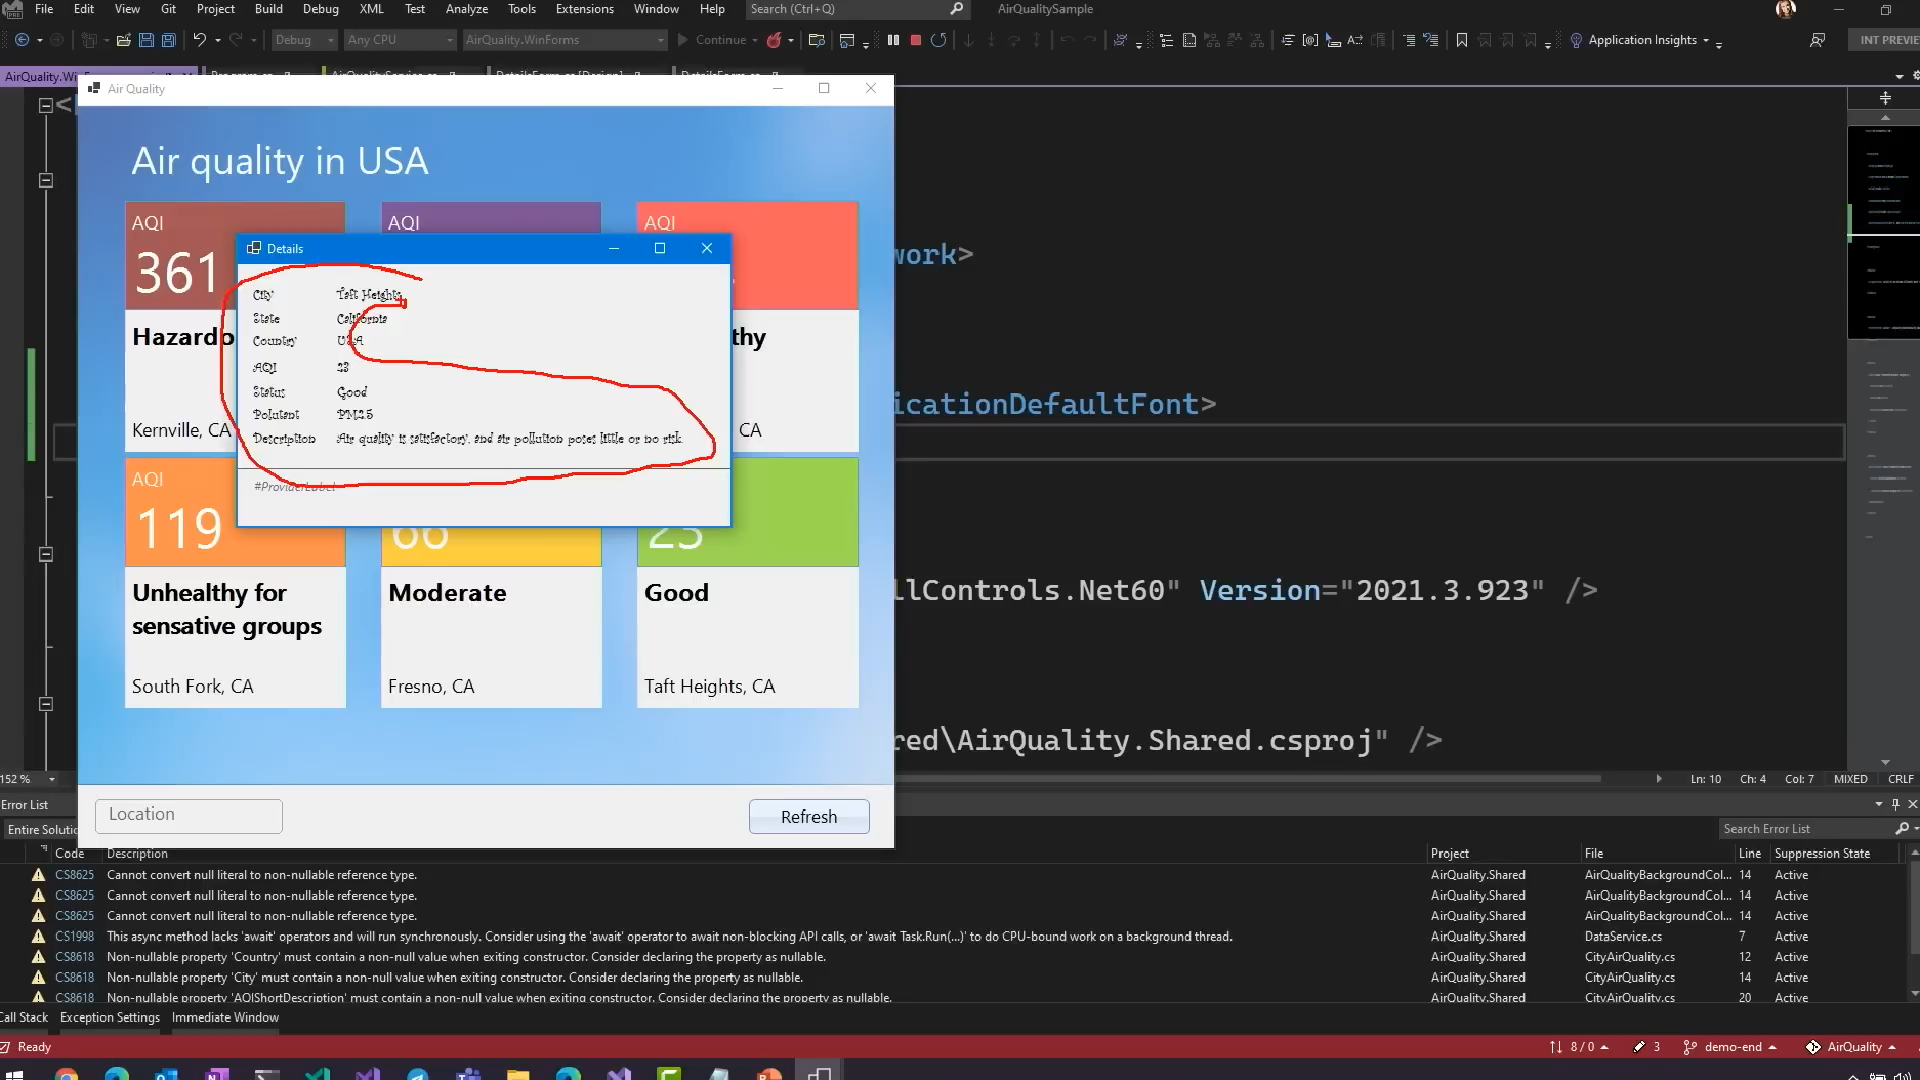 File Edit View Git Project Build Debug XML Test Analyze Tools Extensions Window Help Search (Ctrl+Q) AirQualitySample
Debug Any CPU AirQuality.WinForms Continue Application Insights INT PREVIE
Air Quality
Air quality in USA
AQI
361
Hazardo
Kernville, CA
AQI
AQI
thy
CA
Details
City Taft Heights
State California
Country USA
AQI 23
Status Good
Polutant PM2.5
Description Air quality is satisfactory, and air pollution poses little or no risk.
#ProviderLabel
AQI
119
Unhealthy for
sensative groups
South Fork, CA
66
Moderate
Fresno, CA
23
Good
Taft Heights, CA
Location
Refresh
work>
icationDefaultFont>
llControls.Net60" Version="2021.3.923" />
red\AirQuality.Shared.csproj" />
152 % Ln: 10 Ch: 4 Col: 7 MIXED CRLF
Error List
Entire Solutio Search Error List
Code Description Project File Line Suppression State
CS8625 Cannot convert null literal to non-nullable reference type. AirQuality.Shared AirQualityBackgroundCol... 14 Active
CS8625 Cannot convert null literal to non-nullable reference type. AirQuality.Shared AirQualityBackgroundCol... 14 Active
CS8625 Cannot convert null literal to non-nullable reference type. AirQuality.Shared AirQualityBackgroundCol... 14 Active
CS1998 This async method lacks 'await' operators and will run synchronously. Consider using the 'await' operator to await non-blocking API calls, or 'await Task.Run(...)' to do CPU-bound work on a background thread. AirQuality.Shared DataService.cs 7 Active
CS8618 Non-nullable property 'Country' must contain a non-null value when exiting constructor. Consider declaring the property as nullable. AirQuality.Shared CityAirQuality.cs 12 Active
CS8618 Non-nullable property 'City' must contain a non-null value when exiting constructor. Consider declaring the property as nullable. AirQuality.Shared CityAirQuality.cs 14 Active
CS8618 Non-nullable property 'AQIShortDescription' must contain a non-null value when exiting constructor. Consider declaring the property as nullable. AirQuality.Shared CityAirQuality.cs 20 Active
Call Stack Exception Settings Immediate Window
Ready 8 / 0 3 demo-end AirQuality